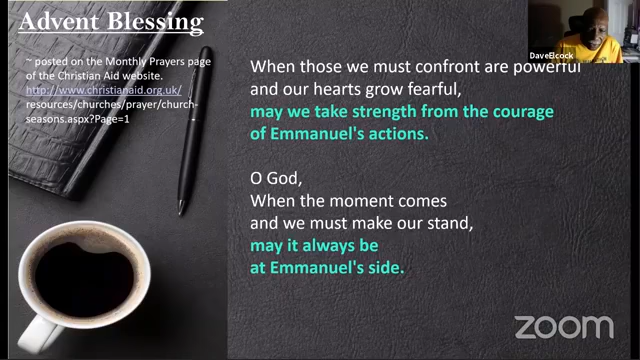 Advent Blessing
~ posted on the Monthly Prayers page
of the Christian Aid website.
http://www.christianaid.org.uk/
resources/churches/prayer/church-
seasons.aspx?Page=1
DaveElcock
When those we must confront are powerful
and our hearts grow fearful,
may we take strength from the courage
of Emmanuel's actions.
O God,
When the moment comes
and we must make our stand,
may it always be
at Emmanuel's side.
zoom